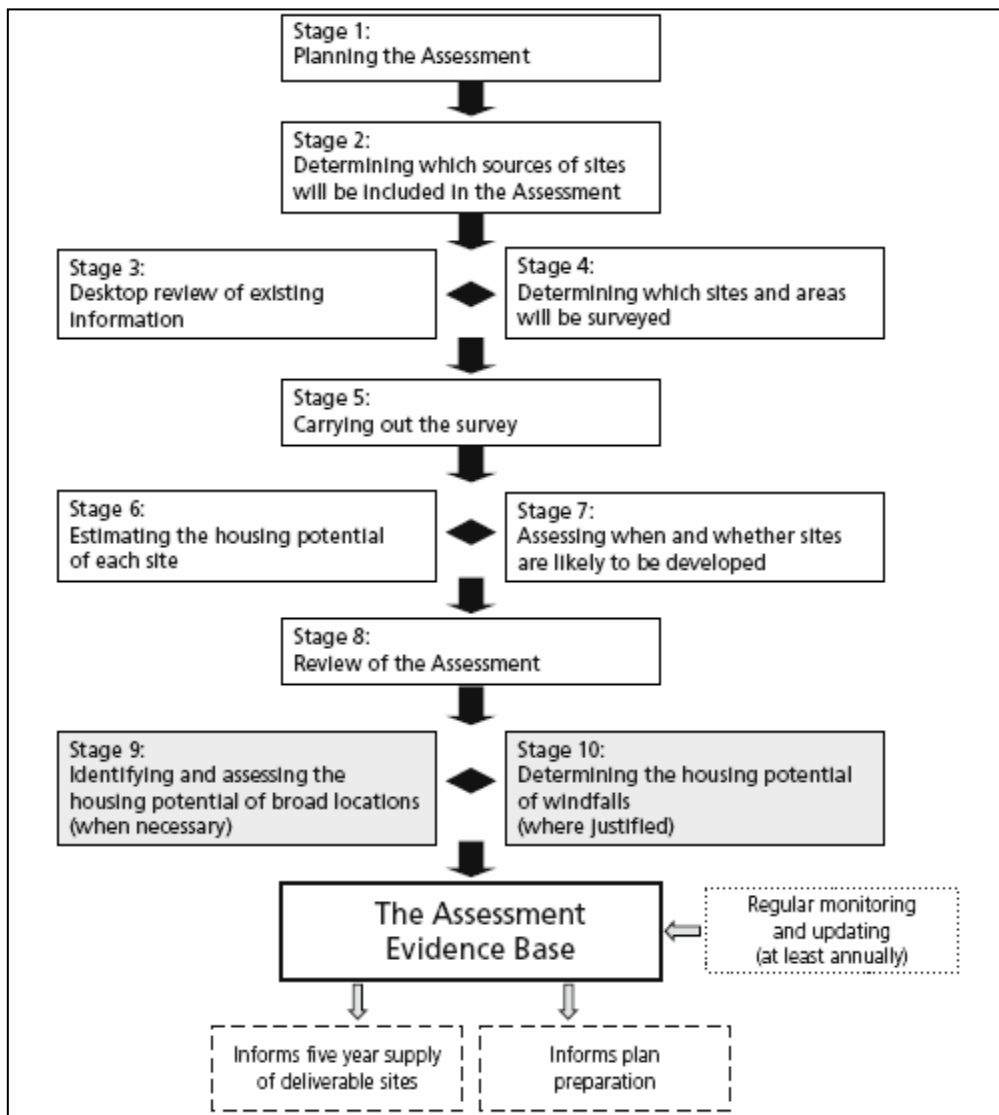 Stage 1:
Planning the Assessment
Stage 2:
Determining which sources of sites
will be included in the Assessment
Stage 3:
Desktop review of existing
information
Stage 4:
Determining which sites and areas
will be surveyed
Stage 5:
Carrying out the survey
Stage 6:
Estimating the housing potential
of each site
Stage 7:
Assessing when and whether sites
are likely to be developed
Stage 8:
Review of the Assessment
Stage 9:
Identifying and assessing the
housing potential of broad locations
(when necessary)
Stage 10:
Determining the housing potential
of windfalls
(where justified)
The Assessment
Evidence Base
Regular monitoring
and updating
(at least annually)
Informs five year supply
of deliverable sites
Informs plan
preparation